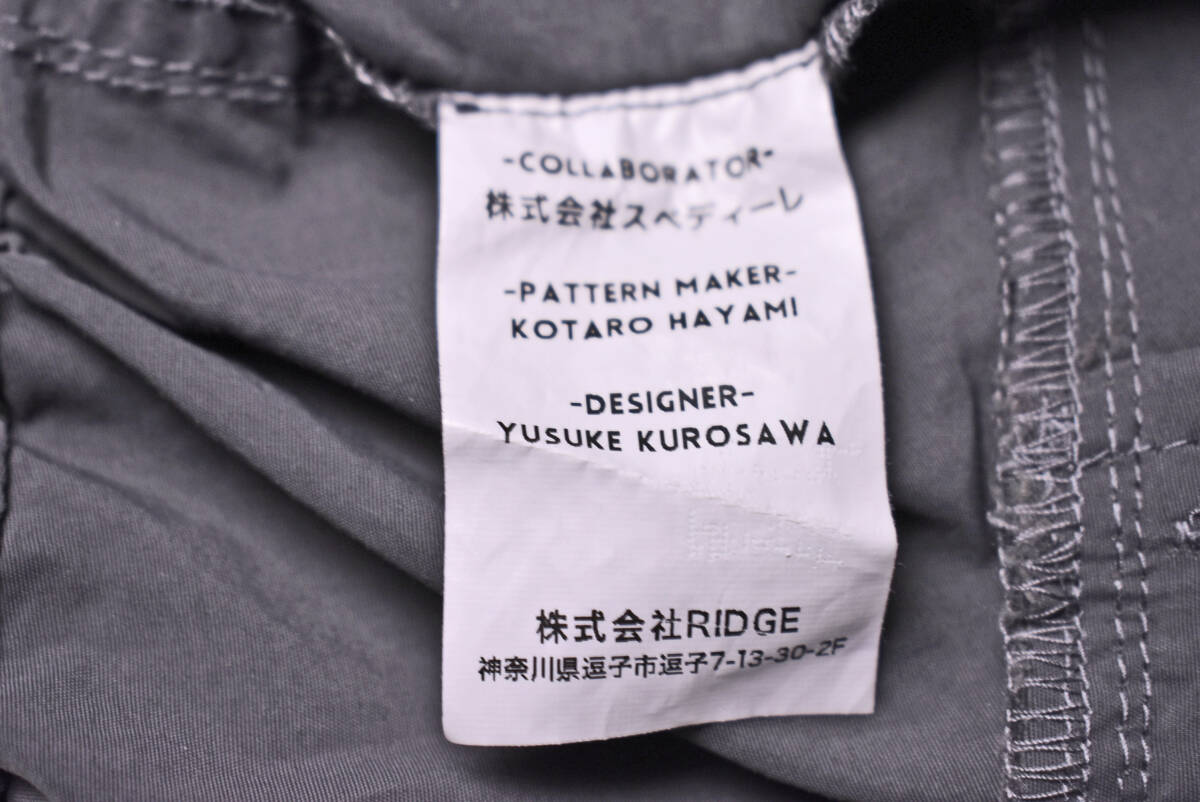 -COLLABORATOR-
株式会社スペディーレ
-PATTERN MAKER-
KOTARO HAYAMI
-DESIGNER-
YUSUKE KUROSAWA
株式会社RIDGE
神奈川県逗子市逗子7-13-30-2F